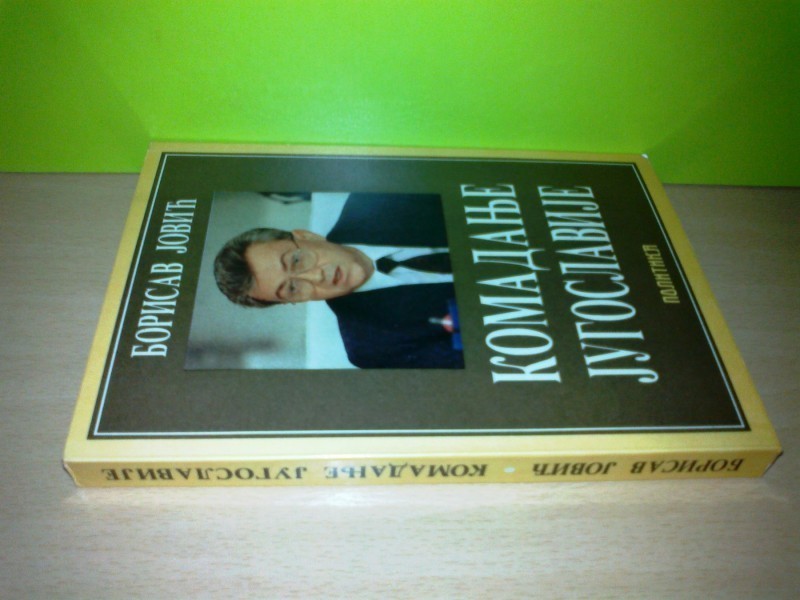 БОРИСАВ ЈОВИЋ
КОМАДАЊЕ
ЈУГОСЛАВИЈЕ
ПОЛИТИКА
БОРИСАВ ЈОВИЋ • КОМАДАЊЕ ЈУГОСЛАВИЈЕ